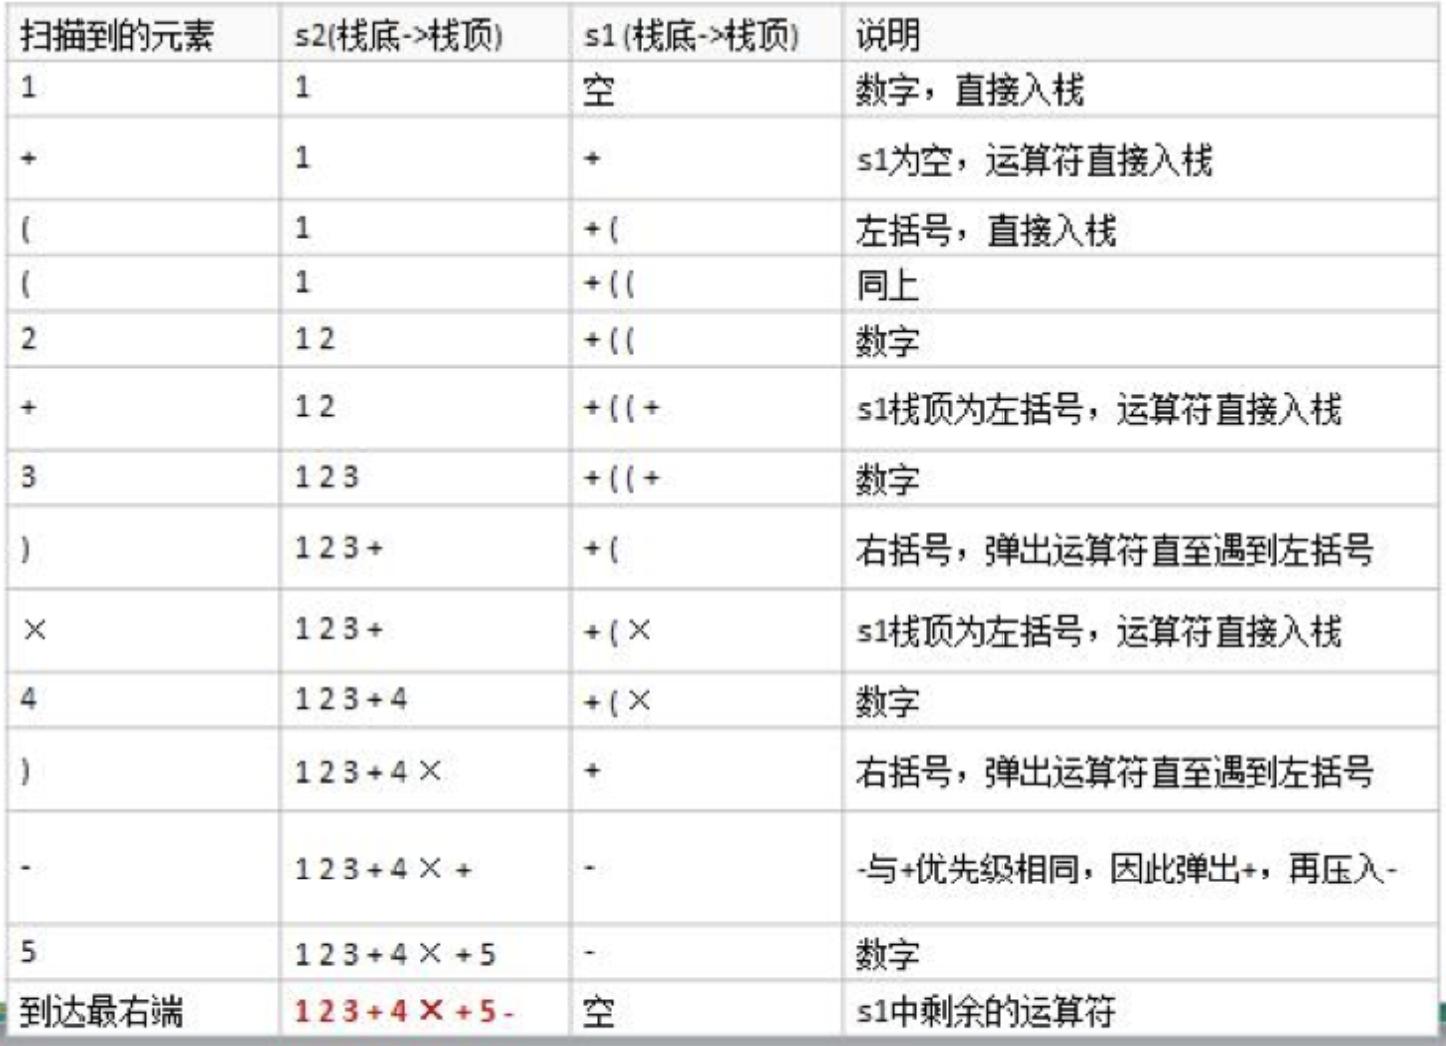 扫描到的元素 s2(栈底->栈顶) s1 (栈底->栈顶) 说明
1 1 空 数字，直接入栈
+ 1 + s1为空，运算符直接入栈
( 1 + ( 左括号，直接入栈
( 1 + ( ( 同上
2 1 2 + ( ( 数字
+ 1 2 + ( ( + s1栈顶为左括号，运算符直接入栈
3 1 2 3 + ( ( + 数字
) 1 2 3 + + ( 右括号，弹出运算符直至遇到左括号
× 1 2 3 + + ( × s1栈顶为左括号，运算符直接入栈
4 1 2 3 + 4 + ( × 数字
) 1 2 3 + 4 × + 右括号，弹出运算符直至遇到左括号
- 1 2 3 + 4 × + - -与+优先级相同，因此弹出+，再压入-
5 1 2 3 + 4 × + 5 - 数字
到达最右端 1 2 3 + 4 × + 5 - 空 s1中剩余的运算符